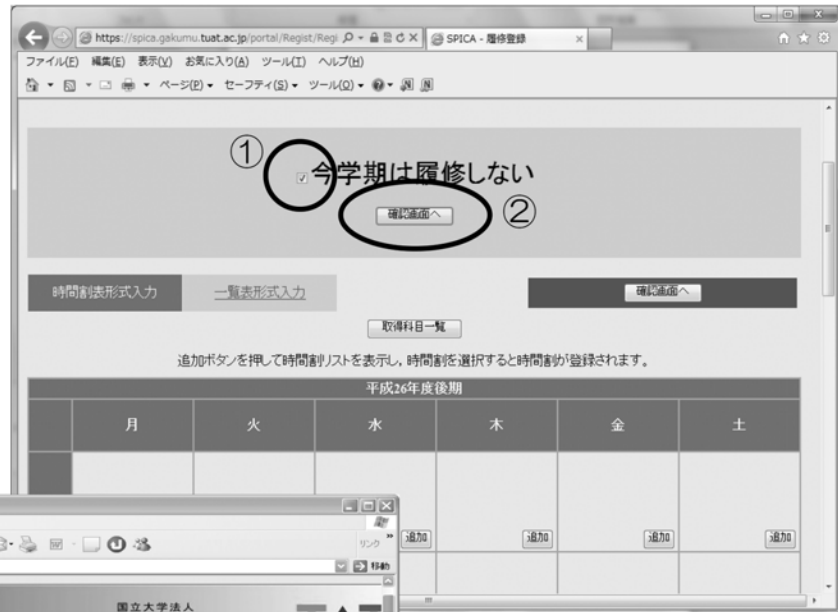 https://spica.gakumu.tuat.ac.jp/portal/Regist/Regi
SPICA - 履修登録
ファイル(F) 編集(E) 表示(V) お気に入り(A) ツール(T) ヘルプ(H)
ページ(P) セーフティ(S) ツール(O)
①
今学期は履修しない
確認画面へ
②
時間割表形式入力 一覧表形式入力 確認画面へ
取得科目一覧
追加ボタンを押して時間割リストを表示し，時間割を選択すると時間割が登録されます。
平成26年度後期
月 火 水 木 金 土
追加 追加 追加 追加
リンク
移動
国立大学法人